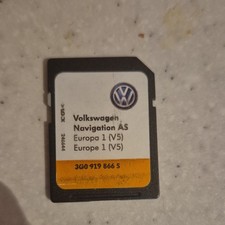 Volkswagen
Navigation AS
Europa 1 (V5)
Europe 1 (V5)
3G0 919 866 S